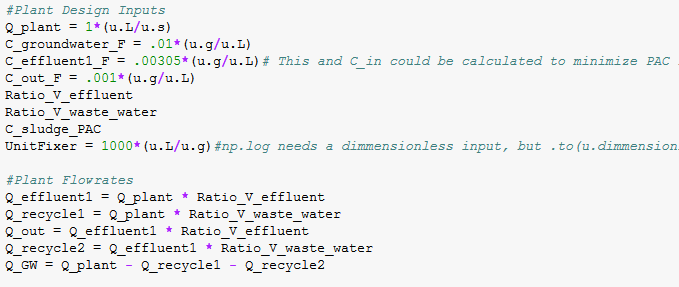 #Plant Design Inputs
Q_plant = 1*(u.L/u.s)
C_groundwater_F = .01*(u.g/u.L)
C_effluent1_F = .00305*(u.g/u.L)# This and C_in could be calculated to minimize PAC
C_out_F = .001*(u.g/u.L)
Ratio_V_effluent
Ratio_V_waste_water
C_sludge_PAC
UnitFixer = 1000*(u.L/u.g)#np.log needs a dimmensionless input, but .to(u.dimmension
#Plant Flowrates
Q_effluent1 = Q_plant * Ratio_V_effluent
Q_recycle1 = Q_plant * Ratio_V_waste_water
Q_out = Q_effluent1 * Ratio_V_effluent
Q_recycle2 = Q_effluent1 * Ratio_V_waste_water
Q_GW = Q_plant - Q_recycle1 - Q_recycle2